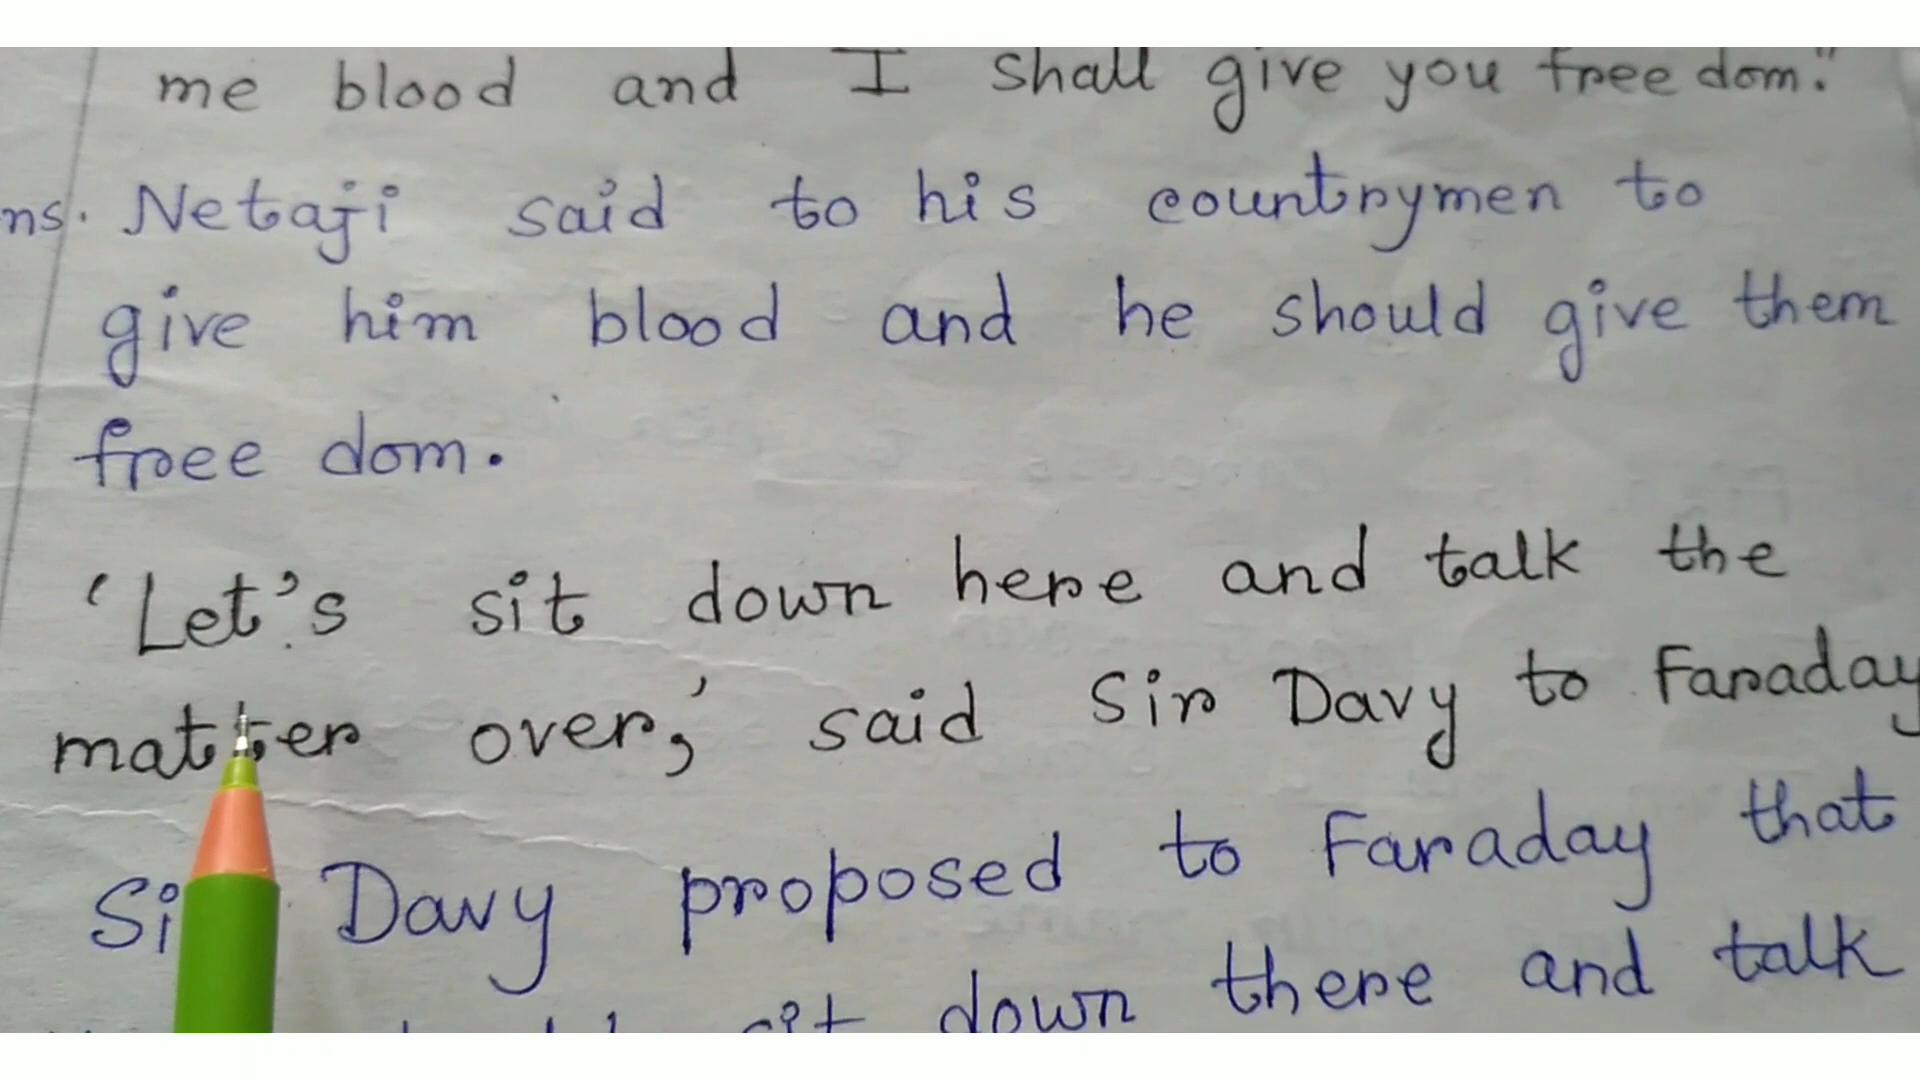 me blood and I shall give you freedom."
ns. Netaji said to his countrymen to
give him blood and he should give them
freedom.
'Let's sit down here and talk the
matter over,' said Sir Davy to Faraday
Davy proposed to Faraday that
sit down there and talk